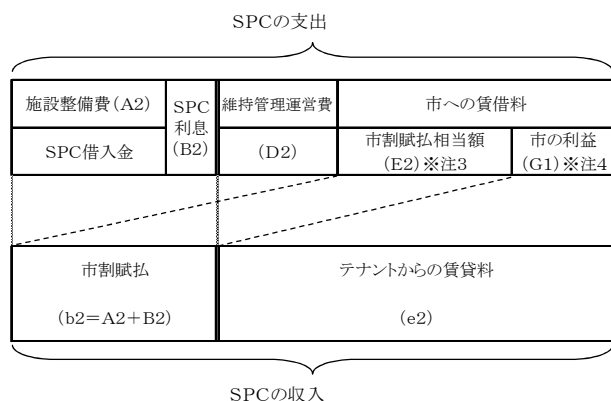 SPCの支出
施設整備費(A2)
SPC借入金
SPC
利息
(B2)
維持管理運営費
(D2)
市への賃借料
市割賦払相当額
(E2)※注3
市の利益
(G1)※注4
市割賦払
(b2=A2+B2)
テナントからの賃貸料
(e2)
SPCの収入